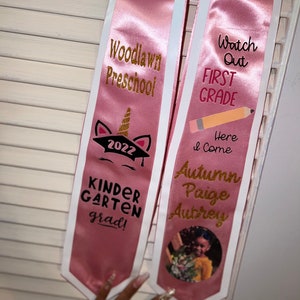 Woodlawn
Preschool
2022
KINDER
GARTEN
grad!
Watch
Out
FIRST
GRADE
Here
I Come
Autumn
Paige
Autrey